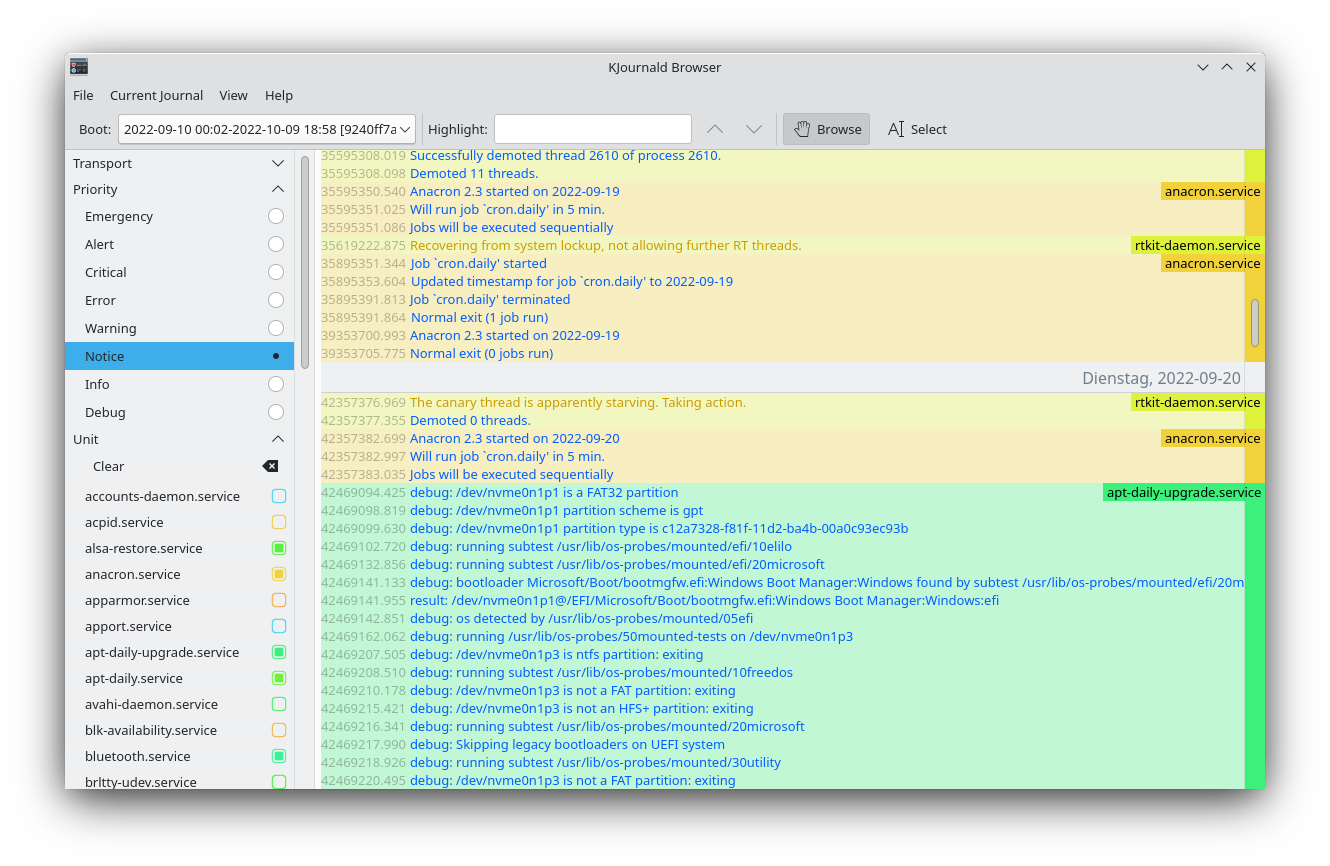 KJournald Browser
File Current Journal View Help
Boot: 2022-09-10 00:02-2022-10-09 18:58 [9240ff7a Highlight: Browse Select
Transport
Priority
Emergency
Alert
Critical
Error
Warning
Notice
Info
Debug
Unit
Clear
accounts-daemon.service
acpid.service
alsa-restore.service
anacron.service
apparmor.service
apport.service
apt-daily-upgrade.service
apt-daily.service
avahi-daemon.service
blk-availability.service
bluetooth.service
brltty-udev.service
35595308.019 Successfully demoted thread 2610 of process 2610.
35595308.098 Demoted 11 threads.
35595350.540 Anacron 2.3 started on 2022-09-19 anacron.service
35595351.025 Will run job `cron.daily' in 5 min.
35595351.086 Jobs will be executed sequentially
35619222.875 Recovering from system lockup, not allowing further RT threads. rtkit-daemon.service
35895351.344 Job `cron.daily' started anacron.service
35895353.604 Updated timestamp for job `cron.daily' to 2022-09-19
35895391.813 Job `cron.daily' terminated
35895391.864 Normal exit (1 job run)
39353700.993 Anacron 2.3 started on 2022-09-19
39353705.775 Normal exit (0 jobs run)
Dienstag, 2022-09-20
42357376.969 The canary thread is apparently starving. Taking action. rtkit-daemon.service
42357377.355 Demoted 0 threads.
42357382.699 Anacron 2.3 started on 2022-09-20 anacron.service
42357382.997 Will run job `cron.daily' in 5 min.
42357383.035 Jobs will be executed sequentially
42469094.425 debug: /dev/nvme0n1p1 is a FAT32 partition apt-daily-upgrade.service
42469098.819 debug: /dev/nvme0n1p1 partition scheme is gpt
42469099.630 debug: /dev/nvme0n1p1 partition type is c12a7328-f81f-11d2-ba4b-00a0c93ec93b
42469102.720 debug: running subtest /usr/lib/os-probes/mounted/efi/10elilo
42469132.856 debug: running subtest /usr/lib/os-probes/mounted/efi/20microsoft
42469141.133 debug: bootloader Microsoft/Boot/bootmgfw.efi:Windows Boot Manager:Windows found by subtest /usr/lib/os-probes/mounted/efi/20m
42469141.955 result: /dev/nvme0n1p1@/EFI/Microsoft/Boot/bootmgfw.efi:Windows Boot Manager:Windows:efi
42469142.851 debug: os detected by /usr/lib/os-probes/mounted/05efi
42469162.062 debug: running /usr/lib/os-probes/50mounted-tests on /dev/nvme0n1p3
42469207.505 debug: /dev/nvme0n1p3 is ntfs partition: exiting
42469208.510 debug: running subtest /usr/lib/os-probes/mounted/10freedos
42469210.178 debug: /dev/nvme0n1p3 is not a FAT partition: exiting
42469215.421 debug: /dev/nvme0n1p3 is not an HFS+ partition: exiting
42469216.341 debug: running subtest /usr/lib/os-probes/mounted/20microsoft
42469217.990 debug: Skipping legacy bootloaders on UEFI system
42469218.926 debug: running subtest /usr/lib/os-probes/mounted/30utility
42469220.495 debug: /dev/nvme0n1p3 is not a FAT partition: exiting